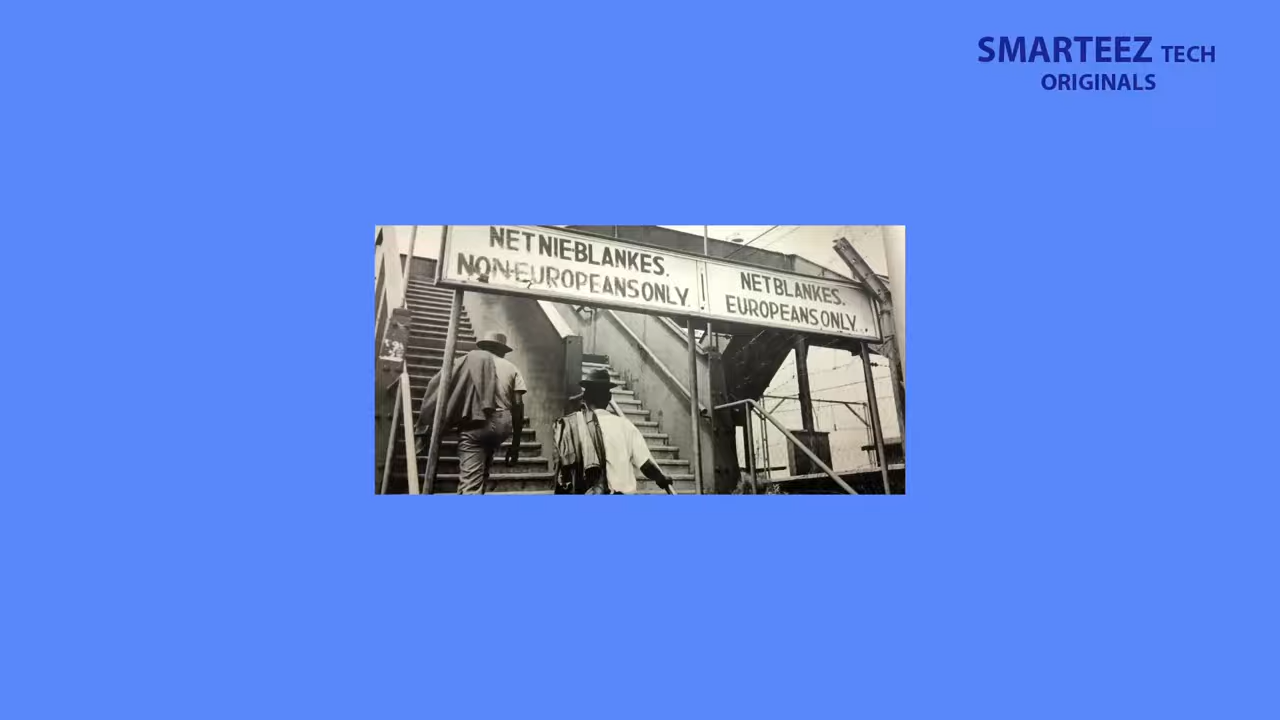 SMARTEEZ TECH
ORIGINALS
NET NIE-BLANKES.
NON-EUROPEANS ONLY.
NET BLANKES.
EUROPEANS ONLY.